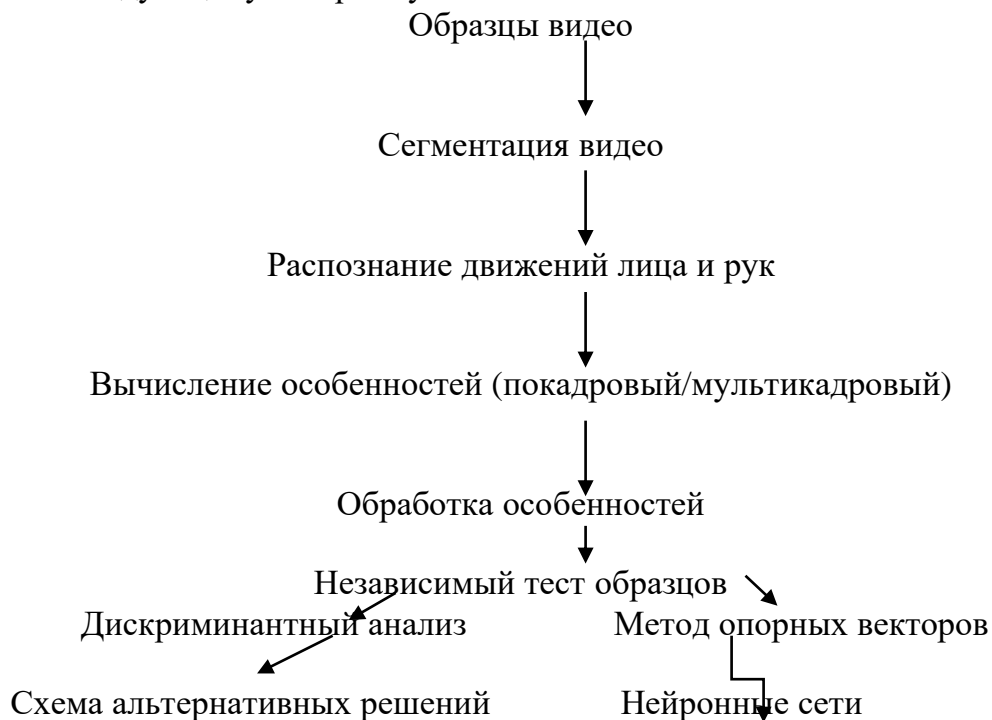 Образцы видео
Сегментация видео
Распознание движений лица и рук
Вычисление особенностей (покадровый/мультикадровый)
Обработка особенностей
Независимый тест образцов
Дискриминантный анализ Метод опорных векторов
Схема альтернативных решений Нейронные сети